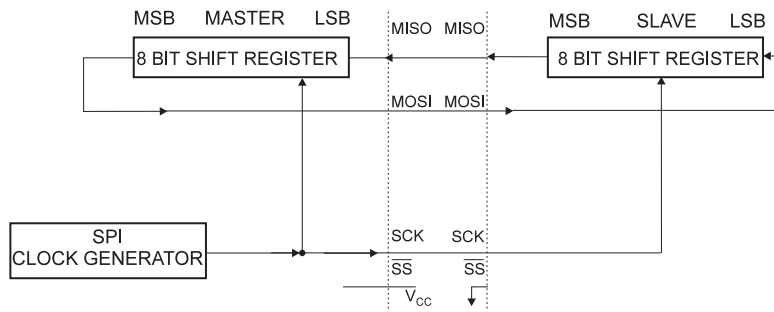 MSB MASTER LSB
MISO MISO
MSB SLAVE LSB
8 BIT SHIFT REGISTER
8 BIT SHIFT REGISTER
MOSI MOSI
SPI
CLOCK GENERATOR
SCK SCK
SS SS
VCC